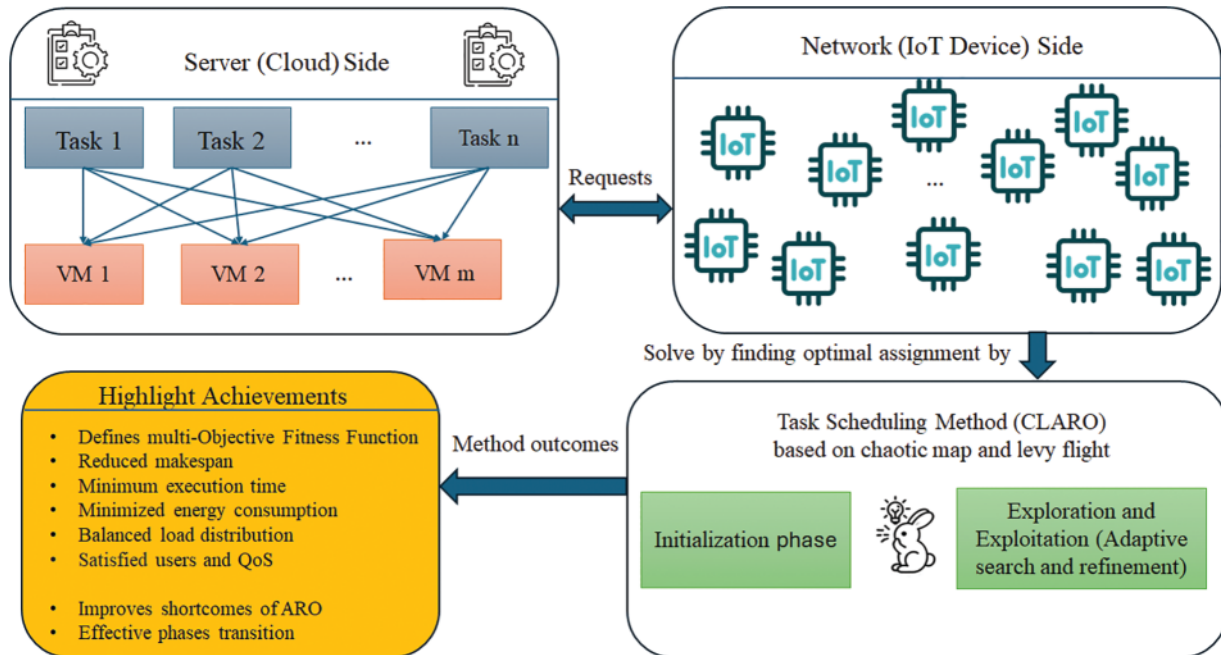 Server (Cloud) Side
Task 1
Task 2
...
Task n
VM 1
VM 2
...
VM m
Requests
Network (IoT Device) Side
IoT
IoT
IoT
IoT
IoT
IoT
...
IoT
IoT
IoT
IoT
IoT
Solve by finding optimal assignment by
Task Scheduling Method (CLARO)
based on chaotic map and levy flight
Initialization phase
Exploration and
Exploitation (Adaptive
search and refinement)
Method outcomes
Highlight Achievements
• Defines multi-Objective Fitness Function
• Reduced makespan
• Minimum execution time
• Minimized energy consumption
• Balanced load distribution
• Satisfied users and QoS
• Improves shortcomes of ARO
• Effective phases transition